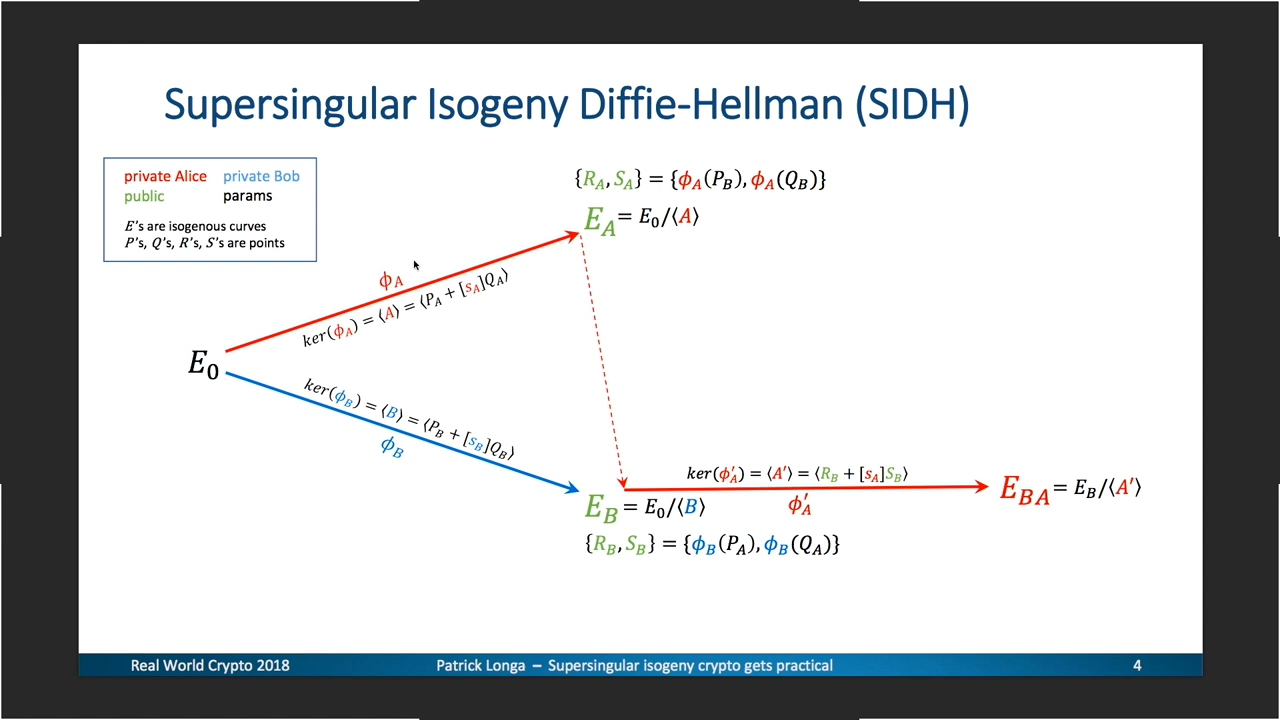 Supersingular Isogeny Diffie-Hellman (SIDH)
private Alice private Bob
public params
E's are isogenous curves
P's, Q's, R's, S's are points
{R_A, S_A} = {ϕ_A(P_B), ϕ_A(Q_B)}
E_A = E_0/⟨A⟩
ϕ_A
ker(ϕ_A) = ⟨A⟩ = ⟨P_A + [s_A]Q_A⟩
E_0
ker(ϕ_B) = ⟨B⟩ = ⟨P_B + [s_B]Q_B⟩
ϕ_B
ker(ϕ'_A) = ⟨A'⟩ = ⟨R_B + [s_A]S_B⟩
ϕ'_A
E_BA = E_B/⟨A'⟩
E_B = E_0/⟨B⟩
{R_B, S_B} = {ϕ_B(P_A), ϕ_B(Q_A)}
Real World Crypto 2018
Patrick Longa – Supersingular isogeny crypto gets practical
4